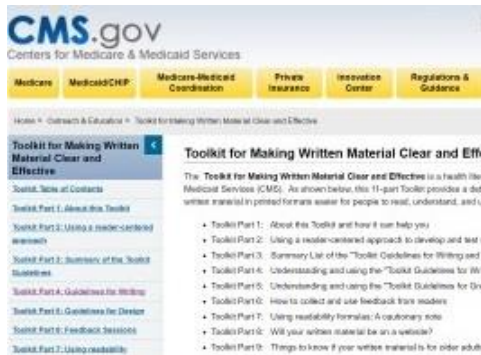 CMS.gov
Centers for Medicare & Medicaid Services
Medicare
Medicaid/CHIP
Medicare-Medicaid Coordination
Private Insurance
Innovation Center
Regulations & Guidance
Home > Outreach & Education > Toolkit for Making Written Material Clear and Effective
Toolkit for Making Written
Material Clear and
Effective
Toolkit Table of Contents
Toolkit Part 1: About this Toolkit
Toolkit Part 2: Using a reader-centered
approach
Toolkit Part 3: Summary of the Toolkit
Guidelines
Toolkit Part 4: Guidelines for Writing
Toolkit Part 5: Guidelines for Design
Toolkit Part 6: Feedback Sessions
Toolkit Part 7: Using readability
Toolkit for Making Written Material Clear and Eff
The Toolkit for Making Written Material Clear and Effective is a health lite
Medicaid Services (CMS). As shown below, this 11-part Toolkit provides a det
written material in printed formats easier for people to read, understand, and u
• Toolkit Part 1: About this Toolkit and how it can help you
• Toolkit Part 2: Using a reader-centered approach to develop and test
• Toolkit Part 3: Summary List of the "Toolkit Guidelines for Writing and
• Toolkit Part 4: Understanding and using the "Toolkit Guidelines for Wri
• Toolkit Part 5: Understanding and using the "Toolkit Guidelines for Gr
• Toolkit Part 6: How to collect and use feedback from readers
• Toolkit Part 7: Using readability formulas: A cautionary note
• Toolkit Part 8: Will your written material be on a website?
• Toolkit Part 9: Things to know if your written material is for older adult